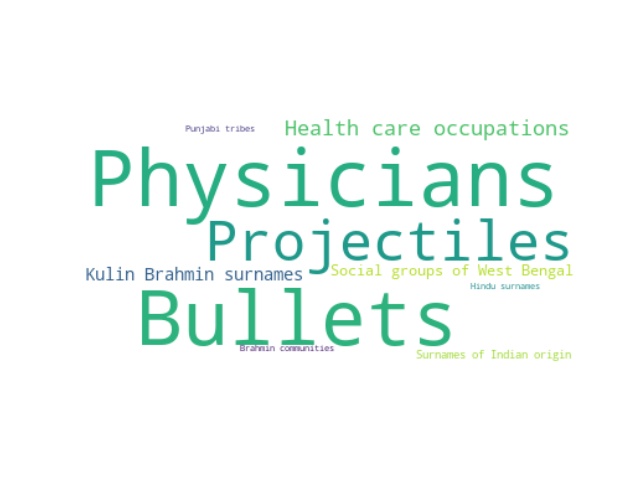 Punjabi tribes
Health care occupations
Physicians
Projectiles
Kulin Brahmin surnames
Social groups of West Bengal
Hindu surnames
Bullets
Brahmin communities
Surnames of Indian origin